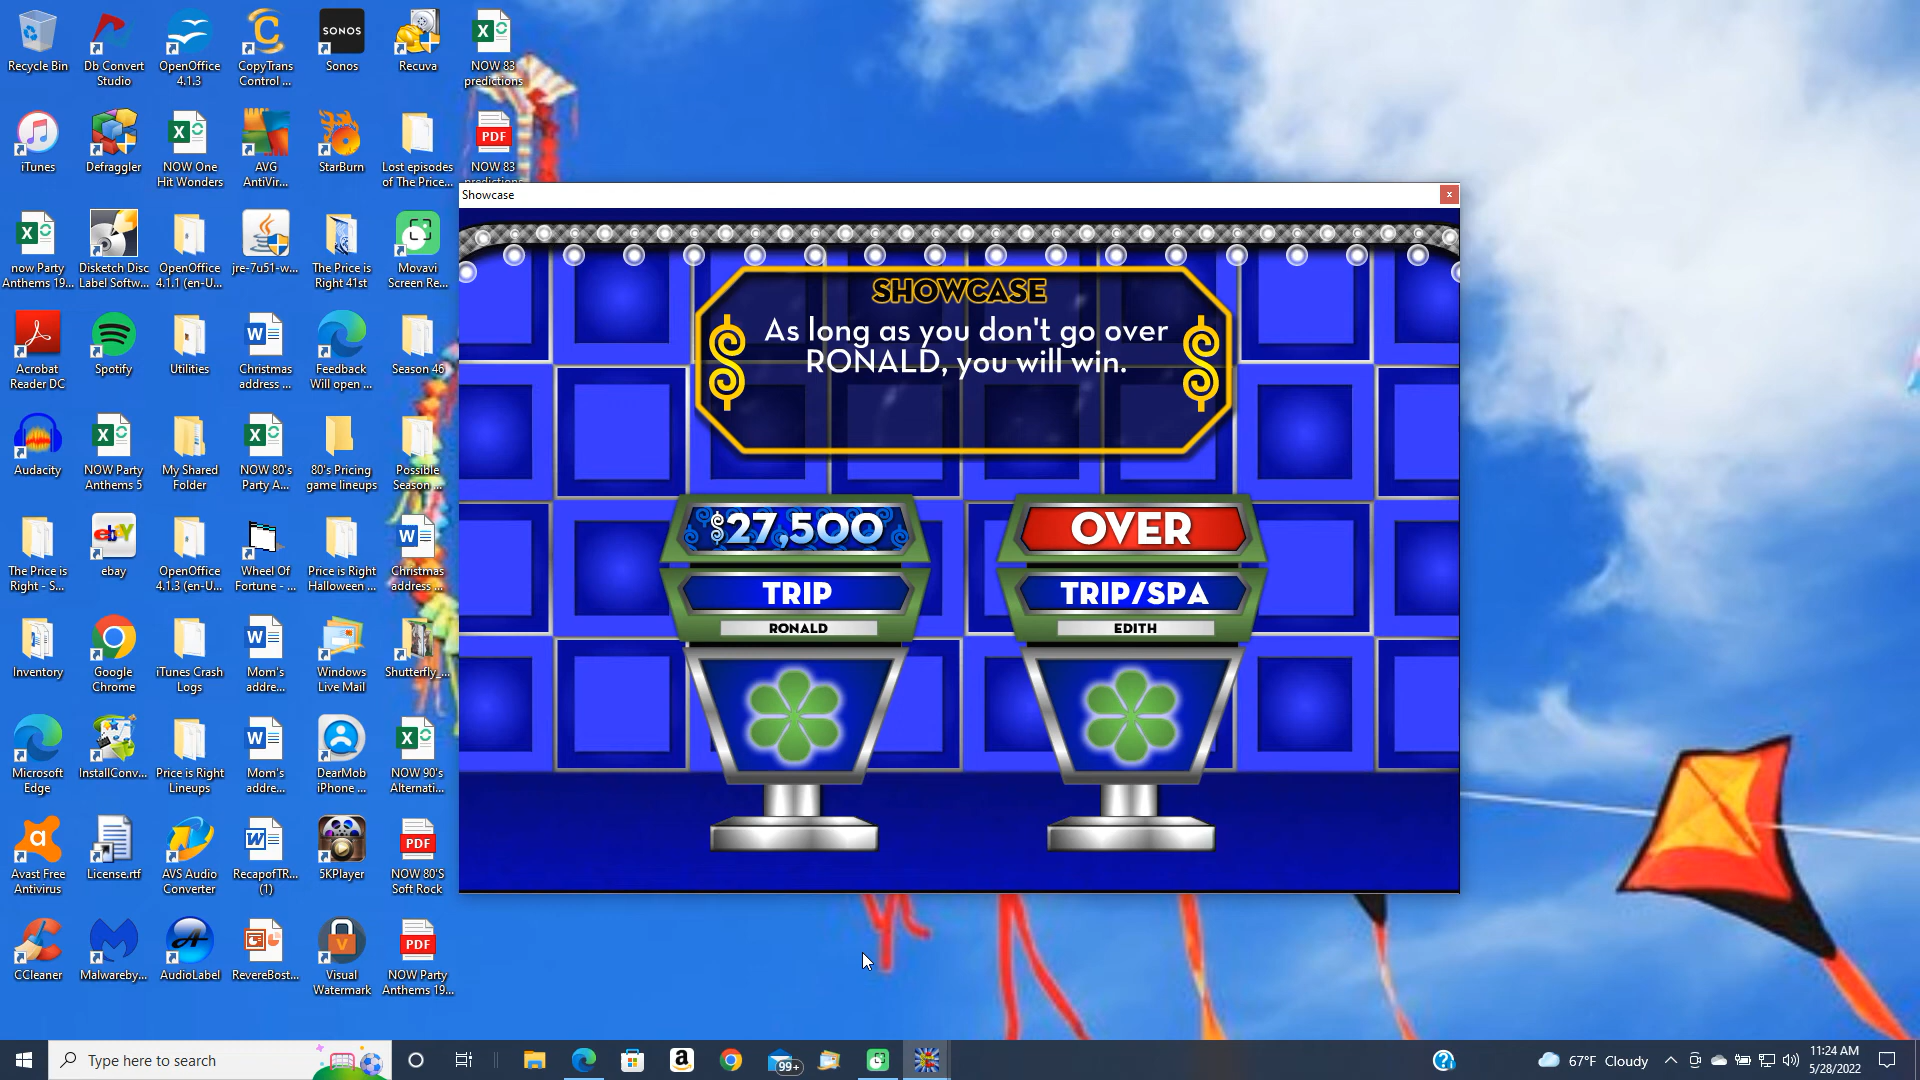 Recycle Bin
Db Convert
Studio
OpenOffice
4.1.3
CopyTrans
Control ...
SONOS
Sonos
Recuva
NOW 83
predictions
iTunes
Defraggler
NOW One
Hit Wonders
AVG
AntiVir...
StarBurn
Lost episodes
of The Price...
PDF
NOW 83
predictions
now Party
Anthems 19...
Disketch Disc
Label Softw...
OpenOffice
4.1.1 (en-U...
jre-7u51-w...
The Price is
Right 41st
Movavi
Screen Re...
Acrobat
Reader DC
Spotify
Utilities
Christmas
address ...
Feedback
Will open ...
Season 46
Audacity
NOW Party
Anthems 5
My Shared
Folder
NOW 80's
Party A...
80's Pricing
game lineups
Possible
Season ...
The Price is
Right - S...
ebay
ebay
OpenOffice
4.1.3 (en-U...
Wheel Of
Fortune - ...
Price is Right
Halloween ...
Christmas
address ...
Inventory
Google
Chrome
iTunes Crash
Logs
Mom's
addre...
Windows
Live Mail
Shutterfly_...
Microsoft
Edge
InstallConv...
Price is Right
Lineups
Mom's
addre...
DearMob
iPhone ...
NOW 90's
Alternati...
Avast Free
Antivirus
License.rtf
AVS Audio
Converter
RecapofTR...
(1)
5KPlayer
PDF
NOW 80'S
Soft Rock
CCleaner
Malwareby...
AudioLabel
RevereBost...
Visual
Watermark
PDF
NOW Party
Anthems 19...
Showcase
x
SHOWCASE
As long as you don't go over
RONALD, you will win.
$27,500
TRIP
RONALD
OVER
TRIP/SPA
EDITH
Type here to search
99+
67°F Cloudy
11:24 AM
5/28/2022